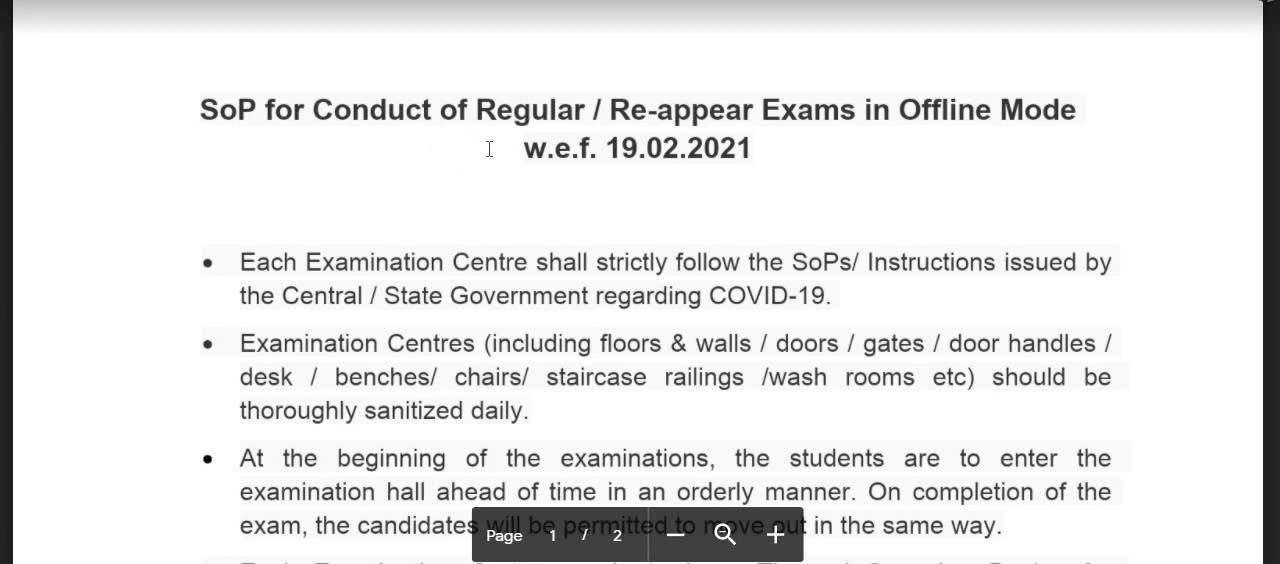 SoP for Conduct of Regular / Re-appear Exams in Offline Mode
w.e.f. 19.02.2021
• Each Examination Centre shall strictly follow the SoPs/ Instructions issued by
the Central / State Government regarding COVID-19.
• Examination Centres (including floors & walls / doors / gates / door handles /
desk / benches/ chairs/ staircase railings /wash rooms etc) should be
thoroughly sanitized daily.
• At the beginning of the examinations, the students are to enter the
examination hall ahead of time in an orderly manner. On completion of the
exam, the candidates will be permitted to move out in the same way.
Page 1 / 2